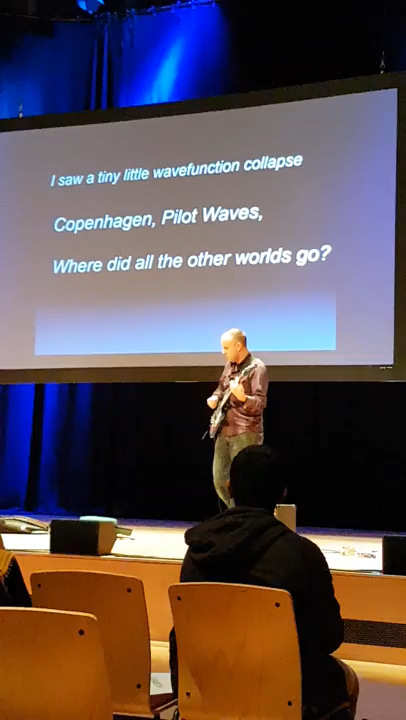 I saw a tiny little wavefunction collapse
Copenhagen, Pilot Waves,
Where did all the other worlds go?